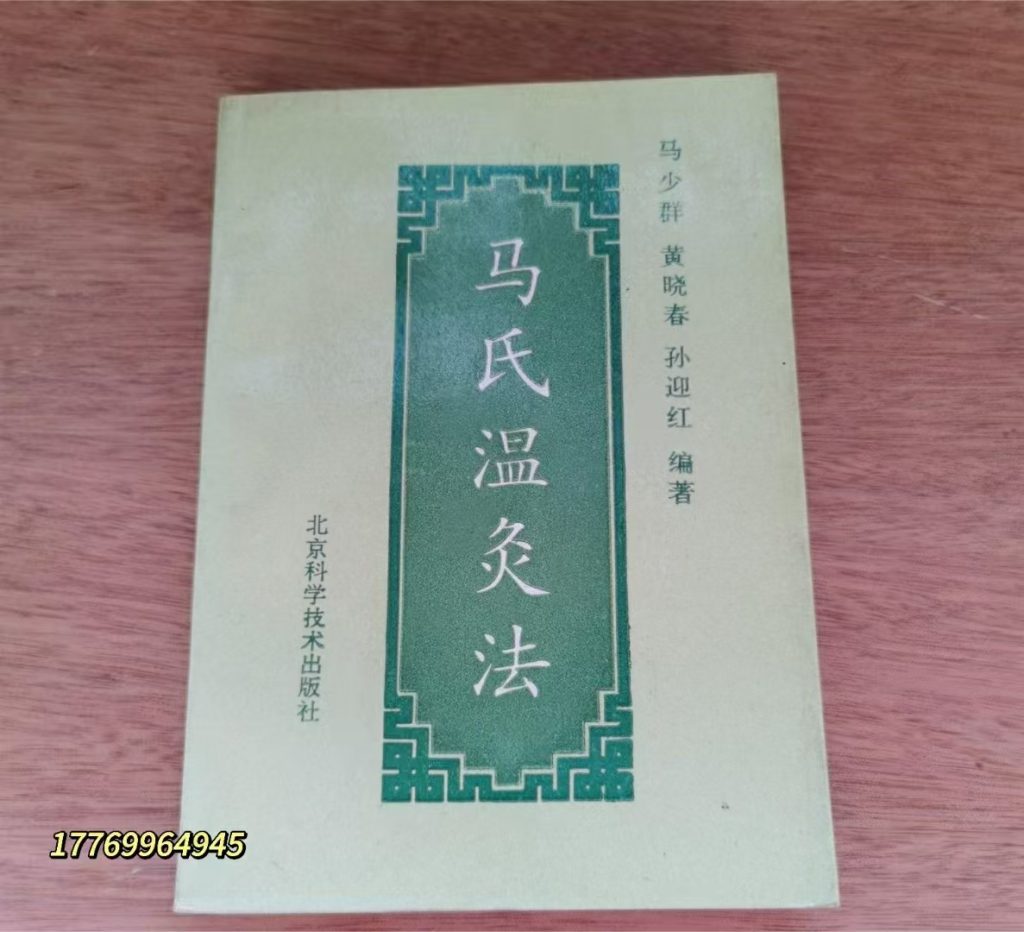 马少群 黄晓春 孙迎红 编著
马氏温灸法
北京科学技术出版社
17769964945